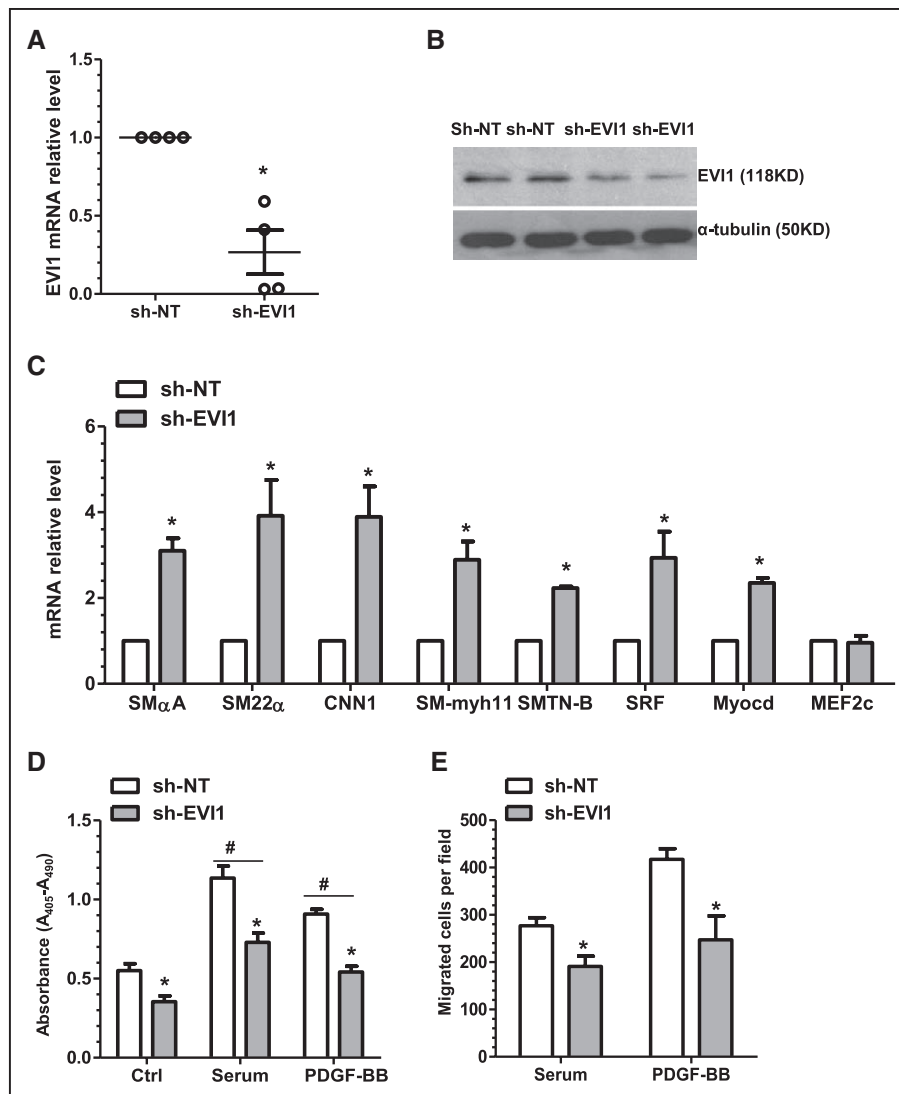 A
EVI1 mRNA relative level
1.5
1.0
0.5
0.0
*
sh-NT
sh-EVI1
B
Sh-NT sh-NT sh-EVI1 sh-EVI1
EVI1 (118KD)
α-tubulin (50KD)
C
sh-NT
sh-EVI1
mRNA relative level
6
4
2
0
* * * * * * *
SMαA SM22α CNN1 SM-myh11 SMTN-B SRF Myocd MEF2c
D
sh-NT
sh-EVI1
Absorbance (A₄₀₅-A₄₉₀)
1.5
1.0
0.5
0.0
# #
* * *
Ctrl Serum PDGF-BB
E
sh-NT
sh-EVI1
Migrated cells per field
500
400
300
200
100
0
* *
Serum PDGF-BB